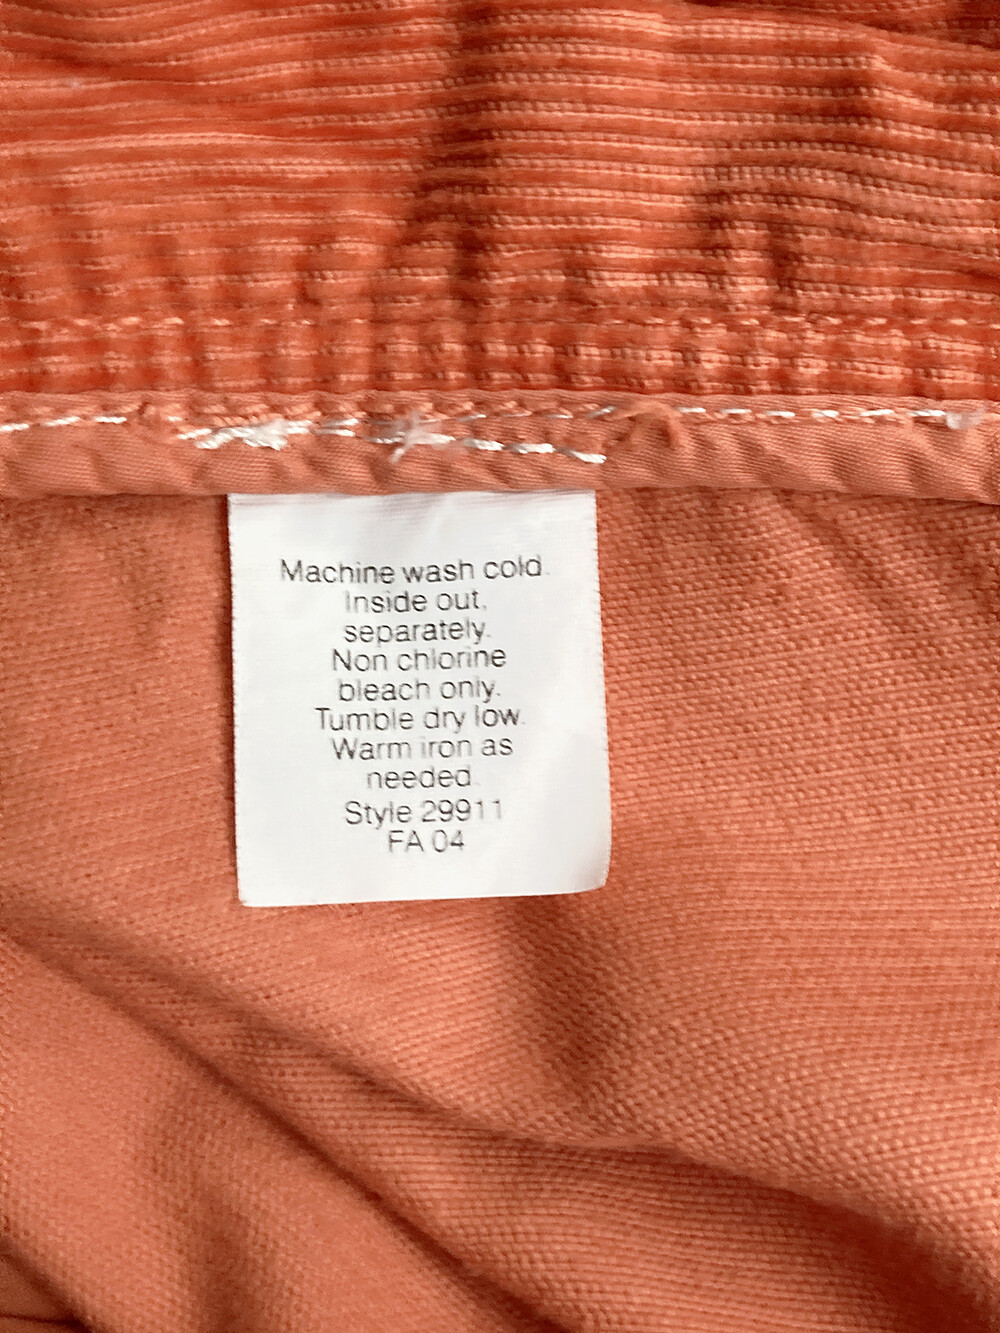 Machine wash cold.
Inside out,
separately.
Non chlorine
bleach only.
Tumble dry low.
Warm iron as
needed.
Style 29911
FA 04